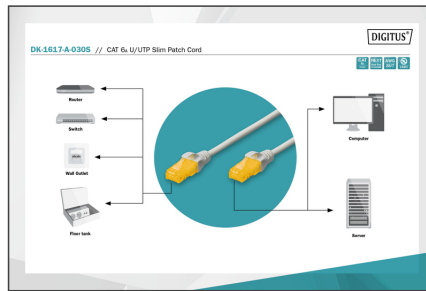 DIGITUS®
DK-1617-A-030S // CAT 6A U/UTP Slim Patch Cord
Router
Switch
Wall Outlet
Floor tank
Computer
Server